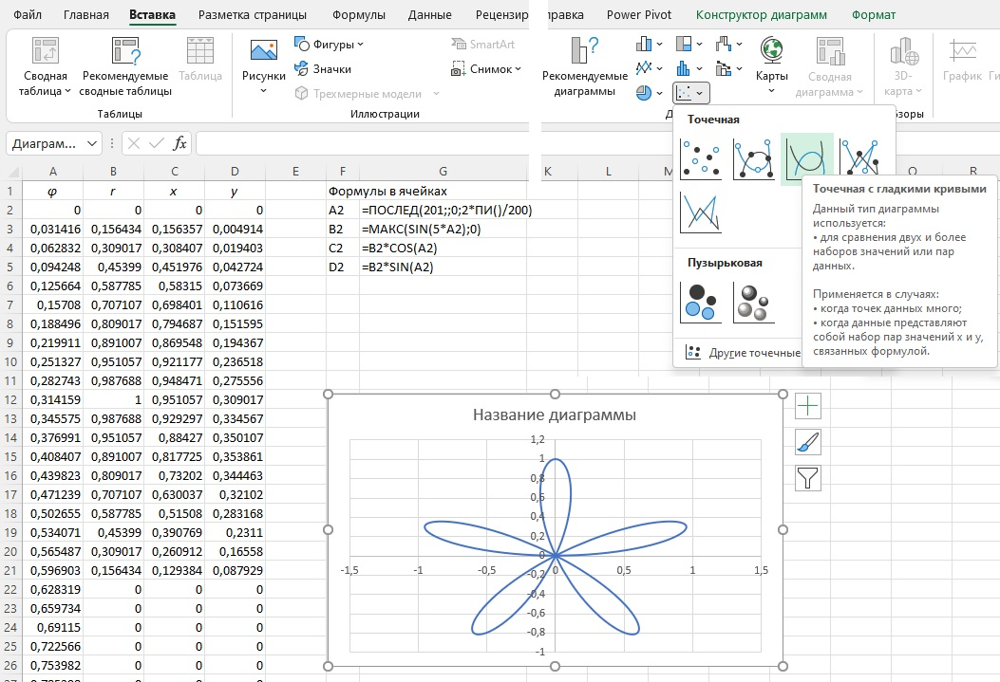 Файл Главная Вставка Разметка страницы Формулы Данные Рецензир равка Power Pivot Конструктор диаграмм Формат
Сводная таблица
Рекомендуемые сводные таблицы
Таблица
Таблицы
Рисунки
Фигуры
Значки
Трехмерные модели
SmartArt
Снимок
Иллюстрации
Рекомендуемые диаграммы
Карты
Сводная диаграмма
3D-карта
График
Точечная
Точечная с гладкими кривыми
Данный тип диаграммы
используется:
• для сравнения двух и более
наборов значений или пар
данных.
Применяется в случаях:
• когда точек данных много;
• когда данные представляют
собой набор пар значений x и y,
связанных формулой.
Пузырьковая
Другие точечные
Диаграм... fx
A B C D E F G K L M O R
1 φ r x y Формулы в ячейках
2 0 0 0 0 A2 =ПОСЛЕД(201;;0;2*ПИ()/200)
3 0,031416 0,156434 0,156357 0,004914 B2 =МАКС(SIN(5*A2);0)
4 0,062832 0,309017 0,308407 0,019403 C2 =B2*COS(A2)
5 0,094248 0,45399 0,451976 0,042724 D2 =B2*SIN(A2)
6 0,125664 0,587785 0,58315 0,073669
7 0,15708 0,707107 0,698401 0,110616
8 0,188496 0,809017 0,794687 0,151595
9 0,219911 0,891007 0,869548 0,194367
10 0,251327 0,951057 0,921177 0,236518
11 0,282743 0,987688 0,948471 0,275556
12 0,314159 1 0,951057 0,309017
13 0,345575 0,987688 0,929297 0,334567
14 0,376991 0,951057 0,88427 0,350107
15 0,408407 0,891007 0,817725 0,353861
16 0,439823 0,809017 0,73202 0,344463
17 0,471239 0,707107 0,630037 0,32102
18 0,502655 0,587785 0,51508 0,283168
19 0,534071 0,45399 0,390769 0,2311
20 0,565487 0,309017 0,260912 0,16558
21 0,596903 0,156434 0,129384 0,087929
22 0,628319 0 0 0
23 0,659734 0 0 0
24 0,69115 0 0 0
25 0,722566 0 0 0
26 0,753982 0 0 0
Название диаграммы
1,2
1
0,8
0,6
0,4
0,2
0
-0,2
-0,4
-0,6
-0,8
-1
-1,5 -1 -0,5 0 0,5 1 1,5